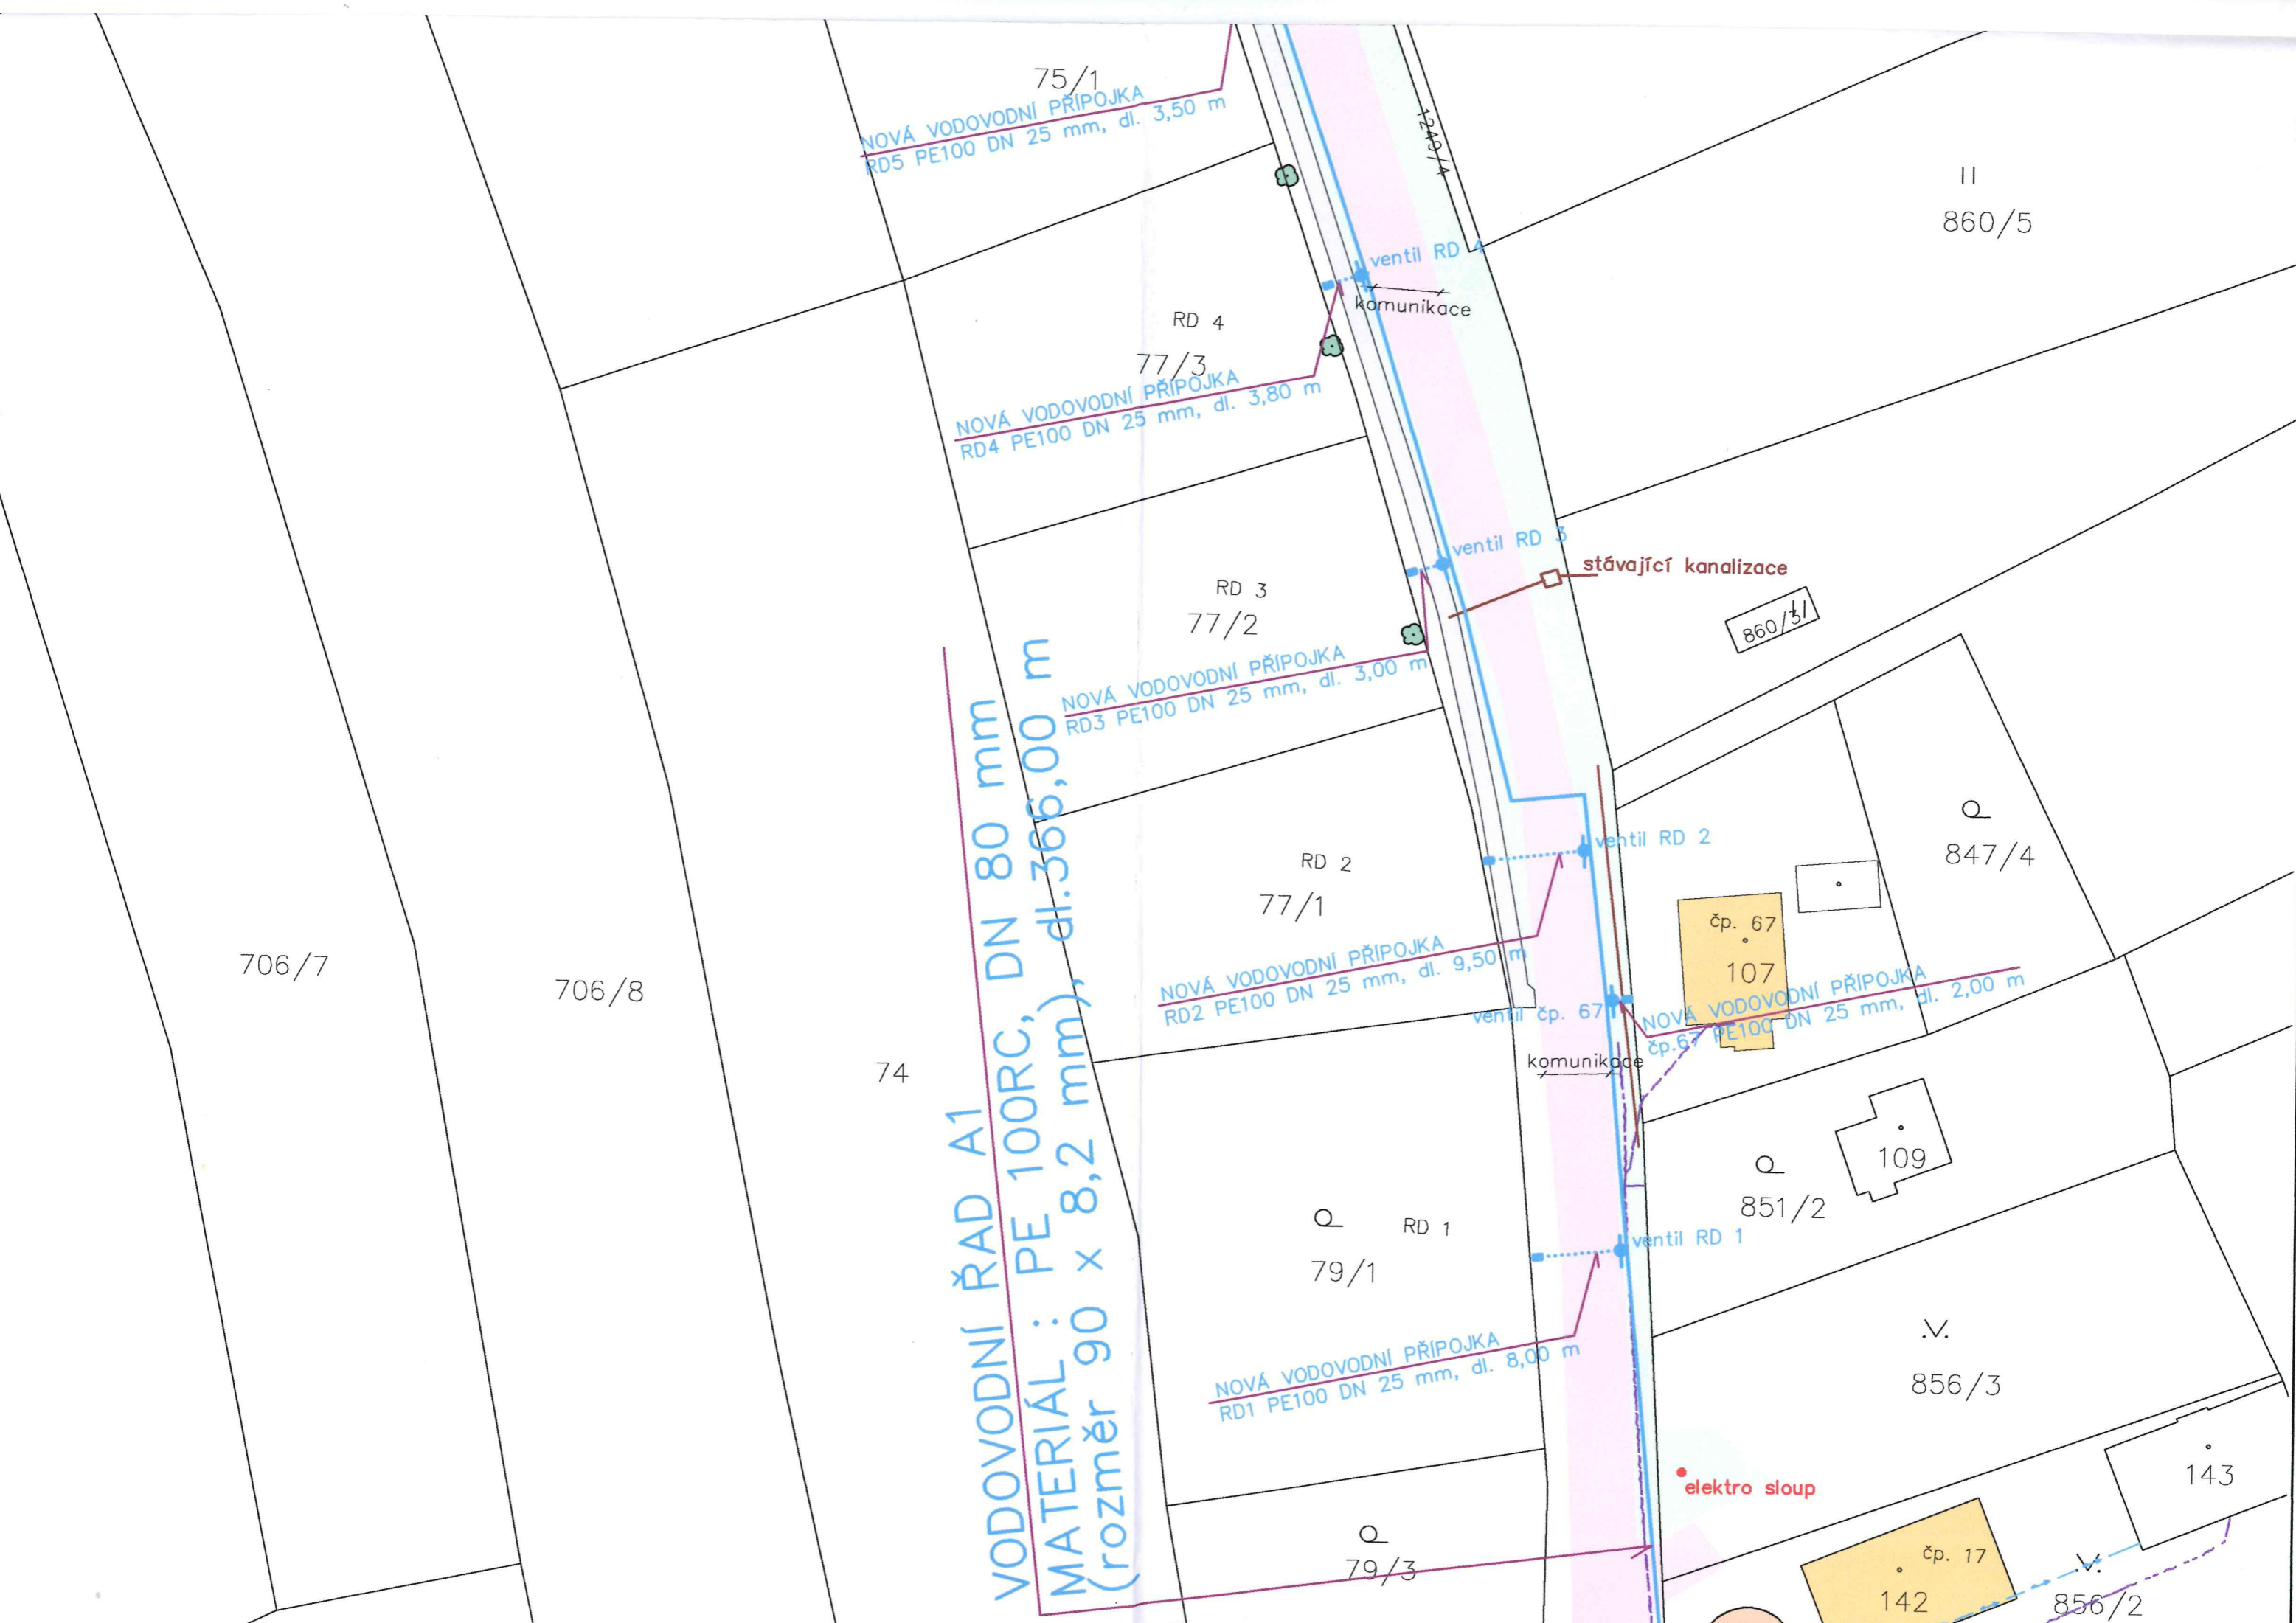 75/1
NOVÁ VODOVODNÍ PŘÍPOJKA
RD5 PE100 DN 25 mm, dl. 3,50 m
1249/4
860/5
ventil RD 4
komunikace
RD 4
77/3
NOVÁ VODOVODNÍ PŘÍPOJKA
RD4 PE100 DN 25 mm, dl. 3,80 m
ventil RD 3
stávající kanalizace
RD 3
77/2
860/3
NOVÁ VODOVODNÍ PŘÍPOJKA
RD3 PE100 DN 25 mm, dl. 3,00 m
ventil RD 2
847/4
RD 2
77/1
čp. 67
107
NOVÁ VODOVODNÍ PŘÍPOJKA
RD2 PE100 DN 25 mm, dl. 9,50 m
706/7
706/8
74
ventil čp. 67
NOVÁ VODOVODNÍ PŘÍPOJKA
čp.67 PE100 DN 25 mm, dl. 2,00 m
komunikace
109
851/2
RD 1
79/1
ventil RD 1
NOVÁ VODOVODNÍ PŘÍPOJKA
RD1 PE100 DN 25 mm, dl. 8,00 m
856/3
VODOVODNÍ ŘAD A1
MATERIÁL : PE 100RC, DN 80 mm
(rozměr 90 x 8,2 mm), dl.366,00 m
143
elektro sloup
79/3
čp. 17
142
856/2